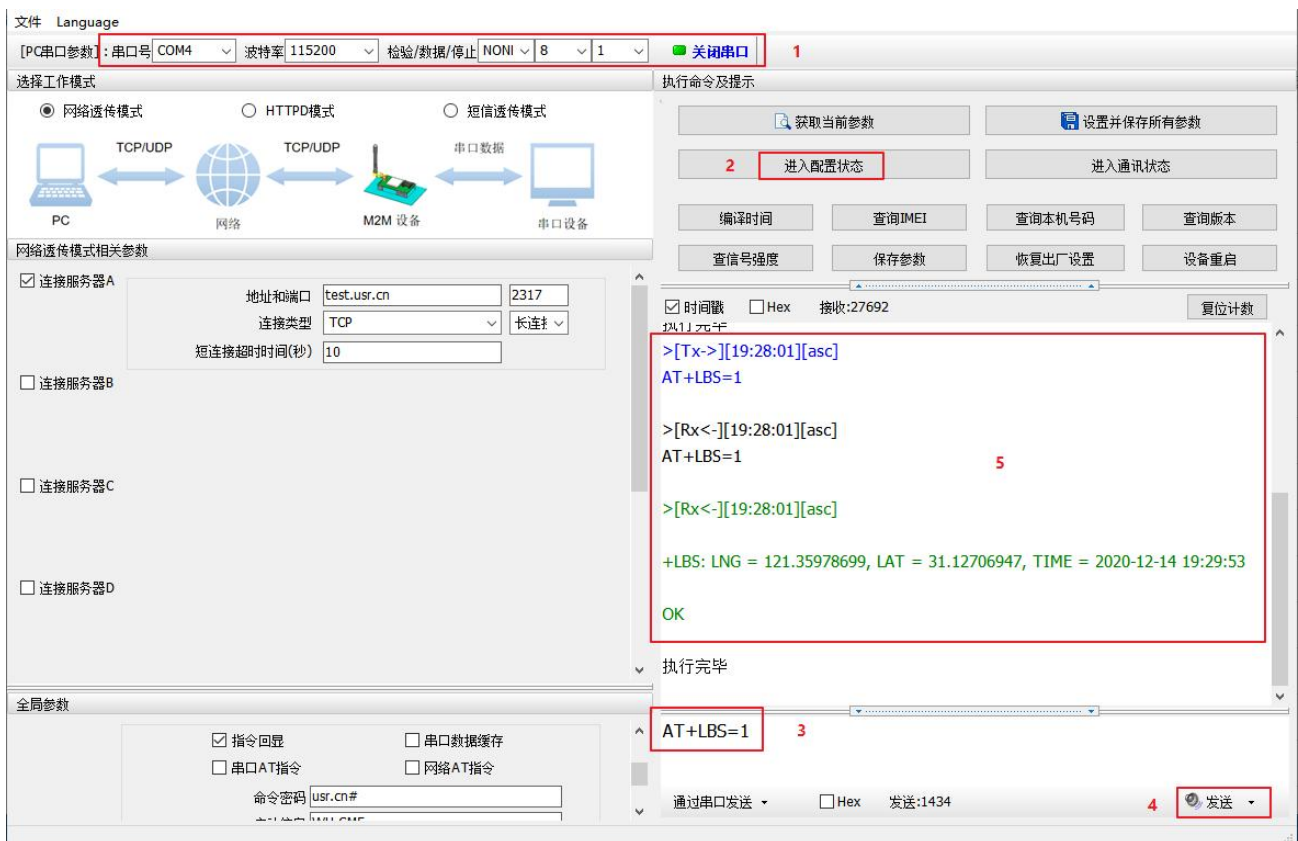 文件 Language
[PC串口参数]:串口号 COM4 波特率 115200 检验/数据/停止 NONI 8 1 关闭串口 1
选择工作模式
网络透传模式 HTTPD模式 短信透传模式
TCP/UDP TCP/UDP 串口数据
PC 网络 M2M 设备 串口设备
网络透传模式相关参数
连接服务器A
地址和端口 test.usr.cn 2317
连接类型 TCP 长连接
短连接超时时间(秒) 10
连接服务器B
连接服务器C
连接服务器D
全局参数
指令回显 串口数据缓存
串口AT指令 网络AT指令
命令密码 usr.cn#
执行命令及提示
获取当前参数 设置并保存所有参数
2 进入配置状态 进入通讯状态
编译时间 查询IMEI 查询本机号码 查询版本
查信号强度 保存参数 恢复出厂设置 设备重启
时间戳 Hex 接收:27692 复位计数
执行完毕
>[Tx->][19:28:01][asc]
AT+LBS=1
>[Rx<-][19:28:01][asc]
AT+LBS=1
5
>[Rx<-][19:28:01][asc]
+LBS: LNG = 121.35978699, LAT = 31.12706947, TIME = 2020-12-14 19:29:53
OK
执行完毕
AT+LBS=1 3
通过串口发送 Hex 发送:1434 4 发送